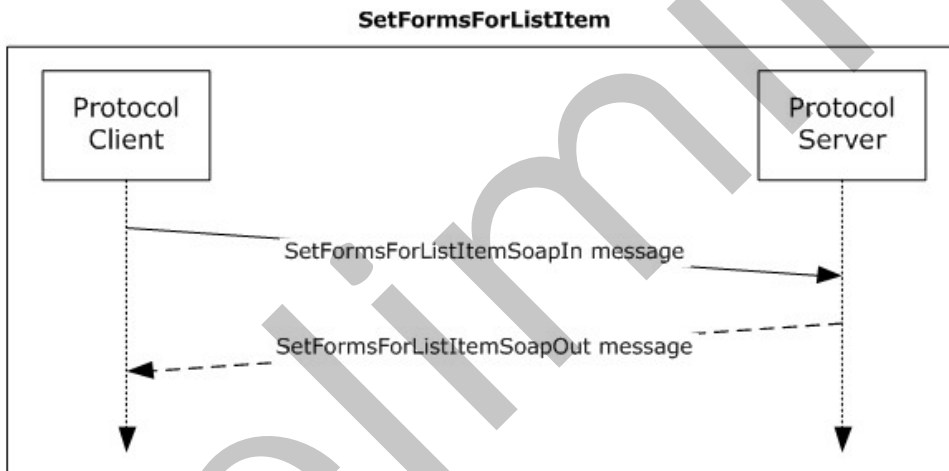 SetFormsForListItem
Protocol
Client
Protocol
Server
SetFormsForListItemSoapIn message
SetFormsForListItemSoapOut message